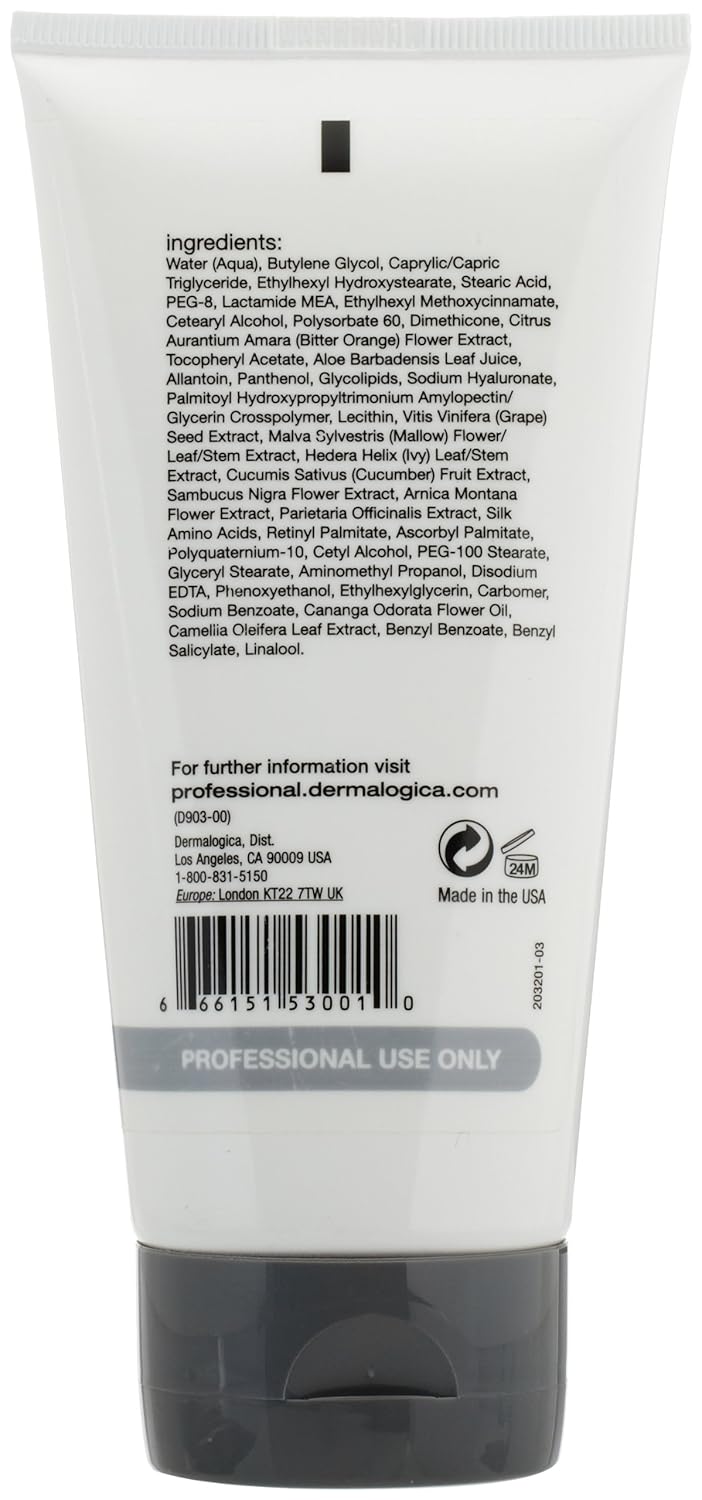 ingredients:
Water (Aqua), Butylene Glycol, Caprylic/Capric
Triglyceride, Ethylhexyl Hydroxystearate, Stearic Acid,
PEG-8, Lactamide MEA, Ethylhexyl Methoxycinnamate,
Cetearyl Alcohol, Polysorbate 60, Dimethicone, Citrus
Aurantium Amara (Bitter Orange) Flower Extract,
Tocopheryl Acetate, Aloe Barbadensis Leaf Juice,
Allantoin, Panthenol, Glycolipids, Sodium Hyaluronate,
Palmitoyl Hydroxypropyltrimonium Amylopectin/
Glycerin Crosspolymer, Lecithin, Vitis Vinifera (Grape)
Seed Extract, Malva Sylvestris (Mallow) Flower/
Leaf/Stem Extract, Hedera Helix (Ivy) Leaf/Stem
Extract, Cucumis Sativus (Cucumber) Fruit Extract,
Sambucus Nigra Flower Extract, Arnica Montana
Flower Extract, Parietaria Officinalis Extract, Silk
Amino Acids, Retinyl Palmitate, Ascorbyl Palmitate,
Polyquaternium-10, Cetyl Alcohol, PEG-100 Stearate,
Glyceryl Stearate, Aminomethyl Propanol, Disodium
EDTA, Phenoxyethanol, Ethylhexylglycerin, Carbomer,
Sodium Benzoate, Cananga Odorata Flower Oil,
Camellia Oleifera Leaf Extract, Benzyl Benzoate, Benzyl
Salicylate, Linalool.
For further information visit
professional.dermalogica.com
(D903-00)
Dermalogica, Dist.
Los Angeles, CA 90009 USA
1-800-831-5150
Europe: London KT22 7TW UK
24M
Made in the USA
6 66151 53001 0
203201-03
PROFESSIONAL USE ONLY